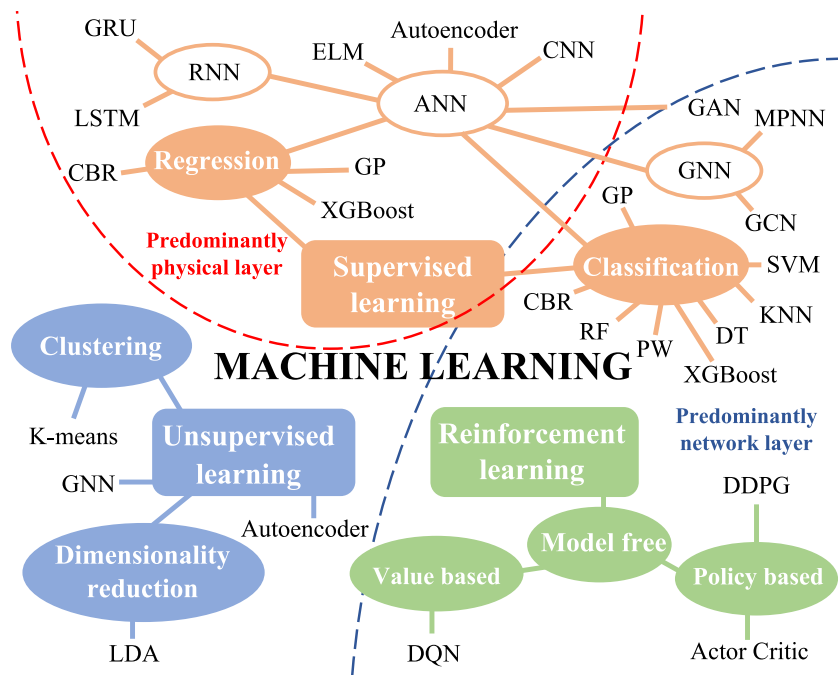 GRU
ELM
Autoencoder
CNN
RNN
ANN
LSTM
GAN
MPNN
CBR
Regression
GP
GNN
XGBoost
GP
GCN
Predominantly
physical layer
Supervised
learning
Classification
SVM
CBR
KNN
RF
PW
DT
XGBoost
Clustering
MACHINE LEARNING
K-means
Unsupervised
learning
Reinforcement
learning
Predominantly
network layer
GNN
Autoencoder
DDPG
Dimensionality
reduction
Model free
Value based
Policy based
LDA
DQN
Actor Critic